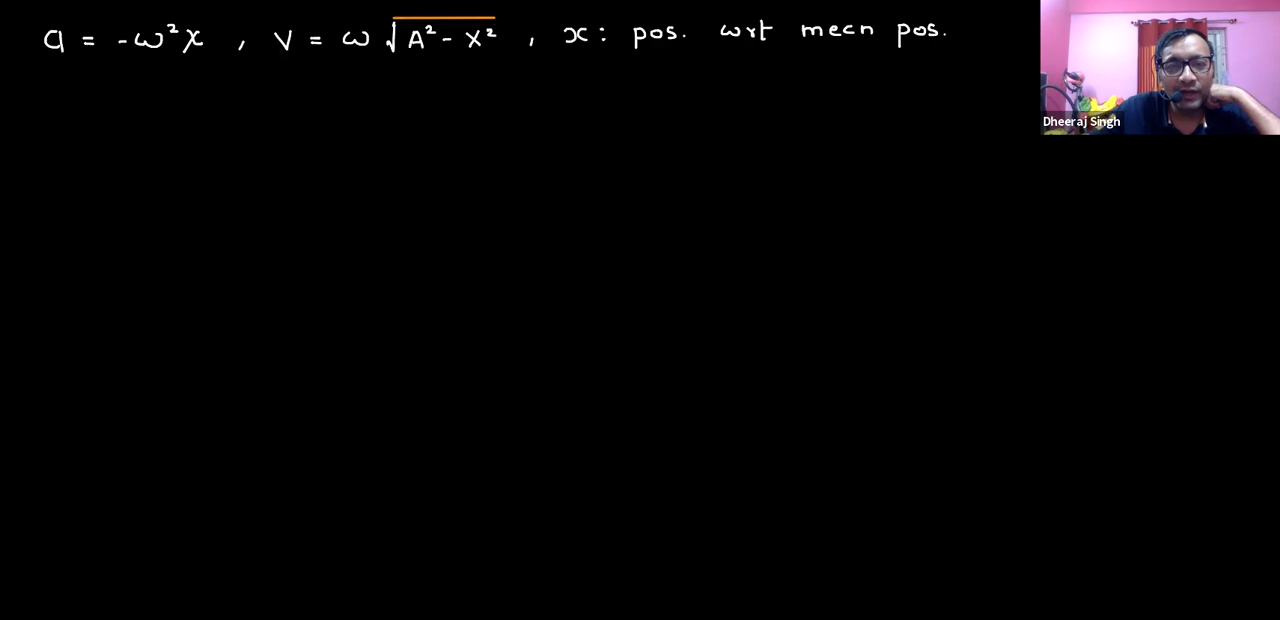 a = -ω²x , v = ω √A² - x² , x : pos. wrt mean pos.
Dheeraj Singh